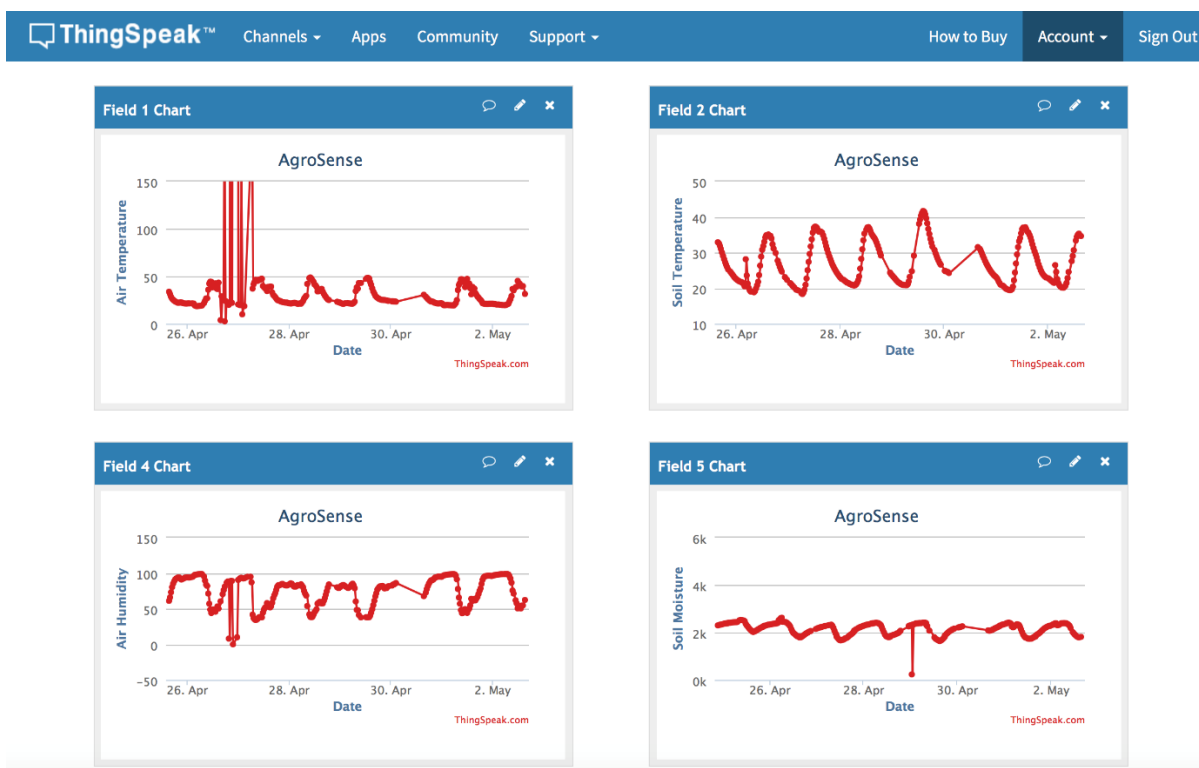 ThingSpeak™ Channels Apps Community Support How to Buy Account Sign Out
Field 1 Chart
AgroSense
150
100
50
0
Air Temperature
26. Apr 28. Apr 30. Apr 2. May
Date
ThingSpeak.com
Field 2 Chart
AgroSense
50
40
30
20
10
Soil Temperature
26. Apr 28. Apr 30. Apr 2. May
Date
ThingSpeak.com
Field 4 Chart
AgroSense
150
100
50
0
−50
Air Humidity
26. Apr 28. Apr 30. Apr 2. May
Date
ThingSpeak.com
Field 5 Chart
AgroSense
6k
4k
2k
0k
Soil Moisture
26. Apr 28. Apr 30. Apr 2. May
Date
ThingSpeak.com